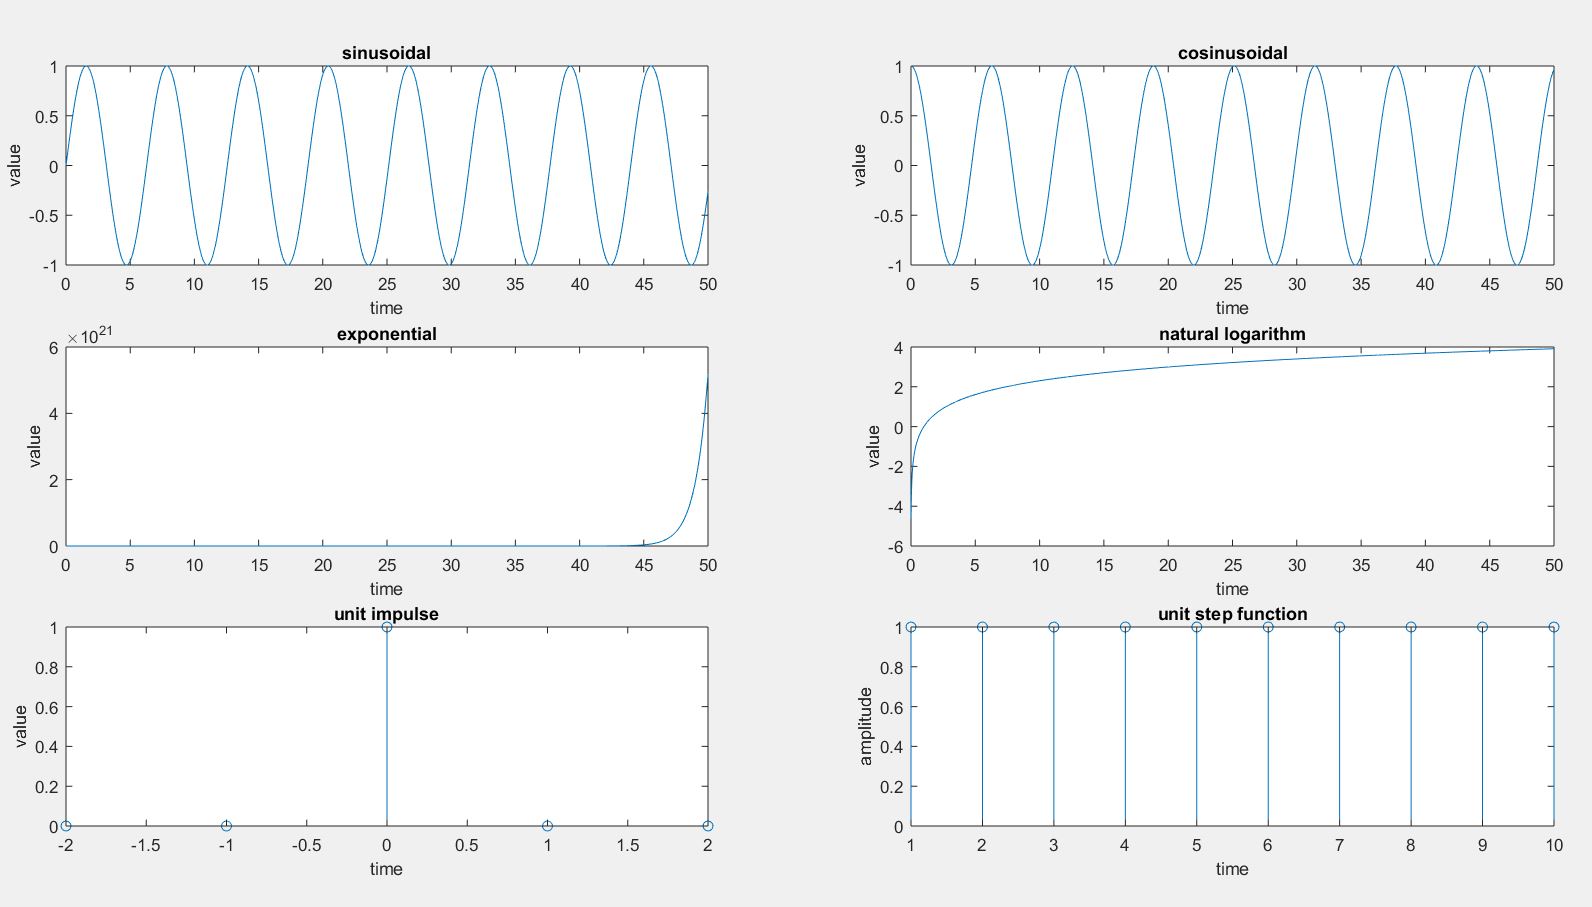 sinusoidal
1
0.5
0
-0.5
-1
value
0 5 10 15 20 25 30 35 40 45 50
time
cosinusoidal
1
0.5
0
-0.5
-1
value
0 5 10 15 20 25 30 35 40 45 50
time
×10^21
exponential
6
4
2
0
value
0 5 10 15 20 25 30 35 40 45 50
time
natural logarithm
4
2
0
-2
-4
-6
value
0 5 10 15 20 25 30 35 40 45 50
time
unit impulse
1
0.8
0.6
0.4
0.2
0
value
-2 -1.5 -1 -0.5 0 0.5 1 1.5 2
time
unit step function
1
0.8
0.6
0.4
0.2
0
amplitude
1 2 3 4 5 6 7 8 9 10
time